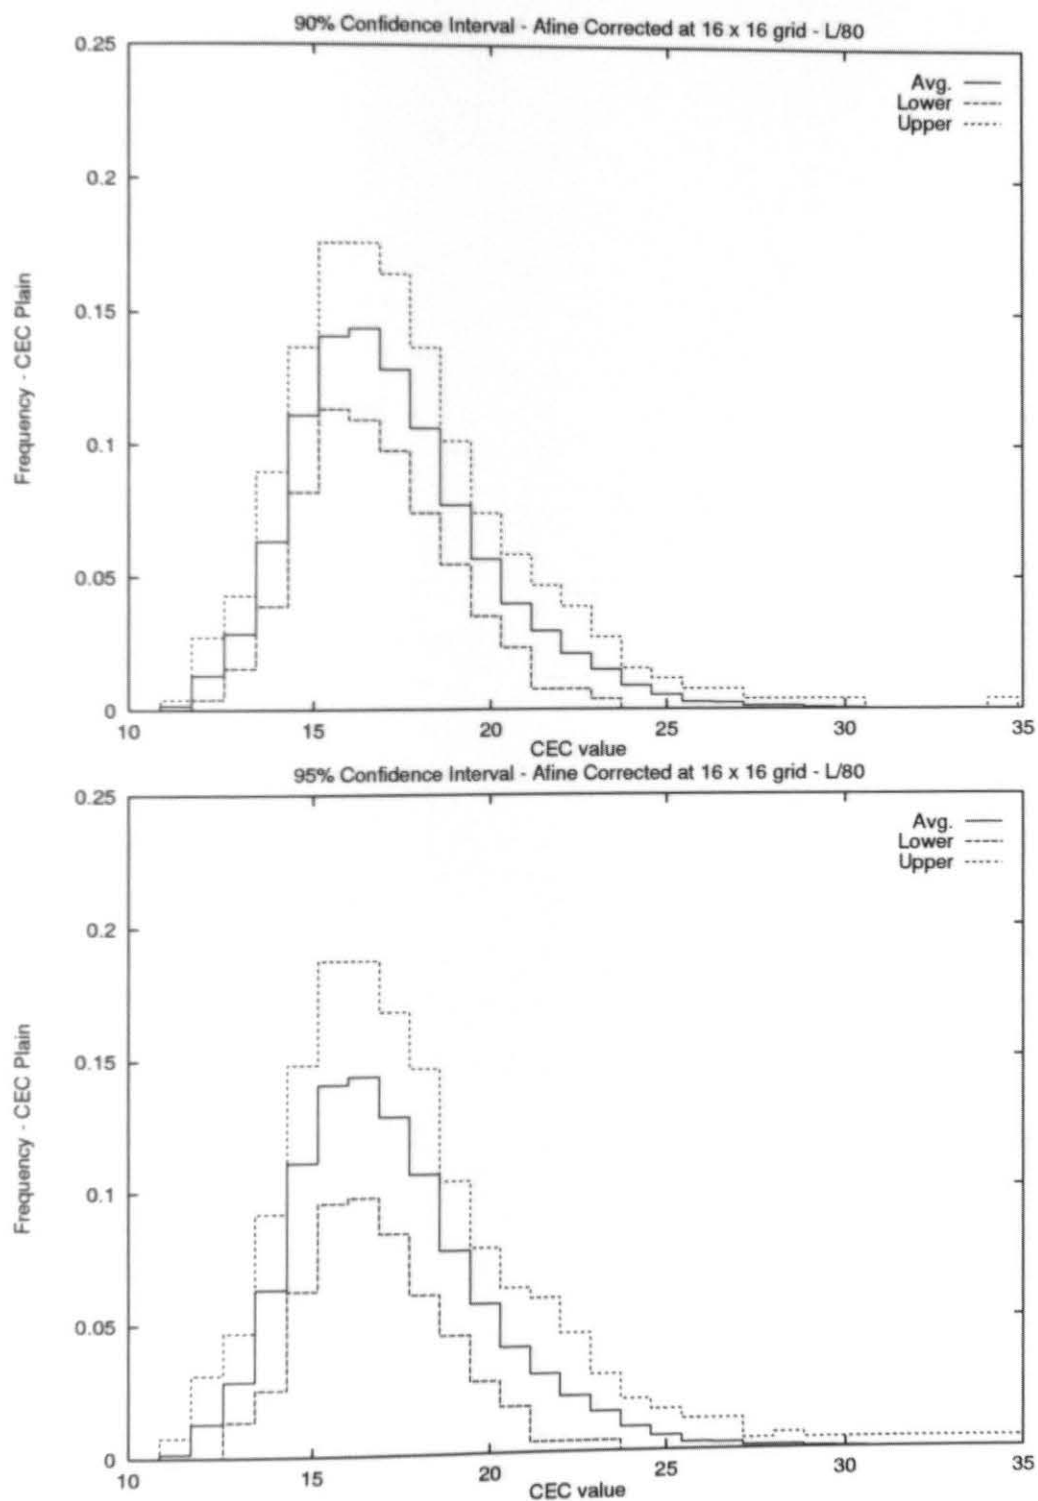 90% Confidence Interval - Afine Corrected at 16 x 16 grid - L/80
0.25
0.2
0.15
0.1
0.05
0
Frequency - CEC Plain
Avg.
Lower
Upper
10 15 20 25 30 35
CEC value
95% Confidence Interval - Afine Corrected at 16 x 16 grid - L/80
0.25
0.2
0.15
0.1
0.05
0
Frequency - CEC Plain
Avg.
Lower
Upper
10 15 20 25 30 35
CEC value